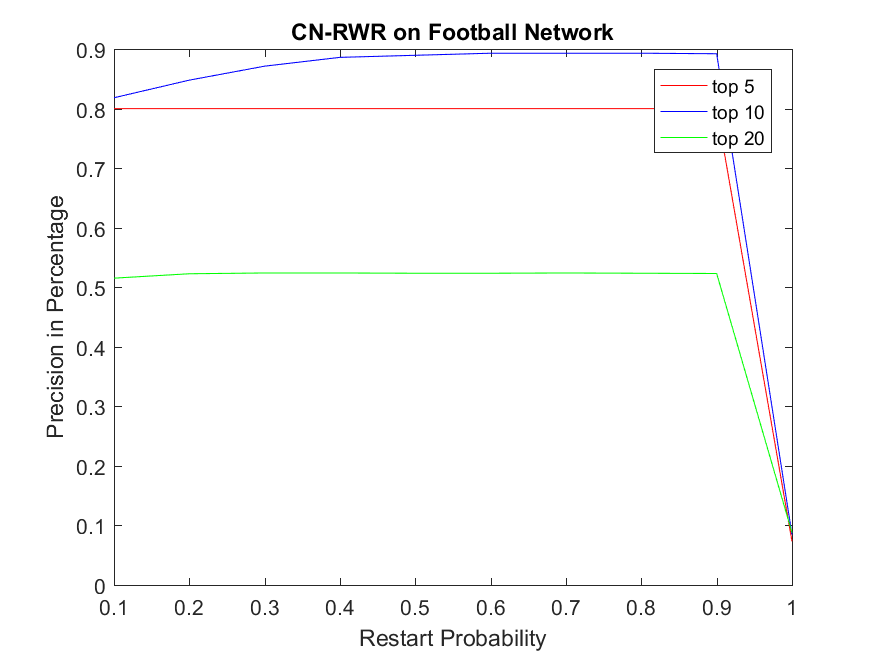 CN-RWR on Football Network
0.9
0.8
0.7
0.6
0.5
0.4
0.3
0.2
0.1
0
Precision in Percentage
top 5
top 10
top 20
0.1 0.2 0.3 0.4 0.5 0.6 0.7 0.8 0.9 1
Restart Probability